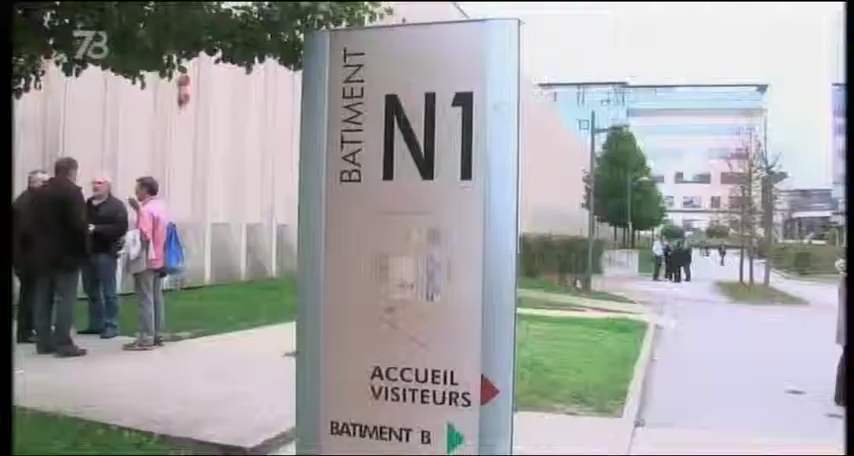 78
BATIMENT
N1
ACCUEIL
VISITEURS
BATIMENT B